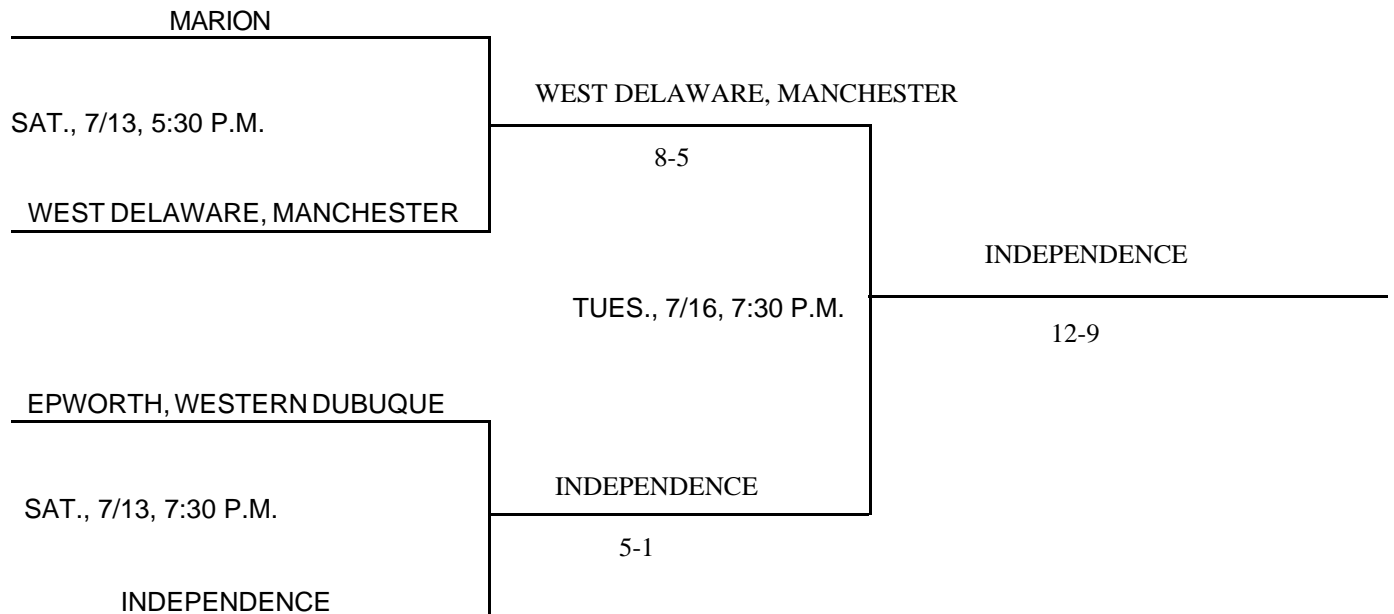 MARION
WEST DELAWARE, MANCHESTER
SAT., 7/13, 5:30 P.M.
8-5
WEST DELAWARE, MANCHESTER
INDEPENDENCE
TUES., 7/16, 7:30 P.M.
12-9
EPWORTH, WESTERN DUBUQUE
INDEPENDENCE
SAT., 7/13, 7:30 P.M.
5-1
INDEPENDENCE